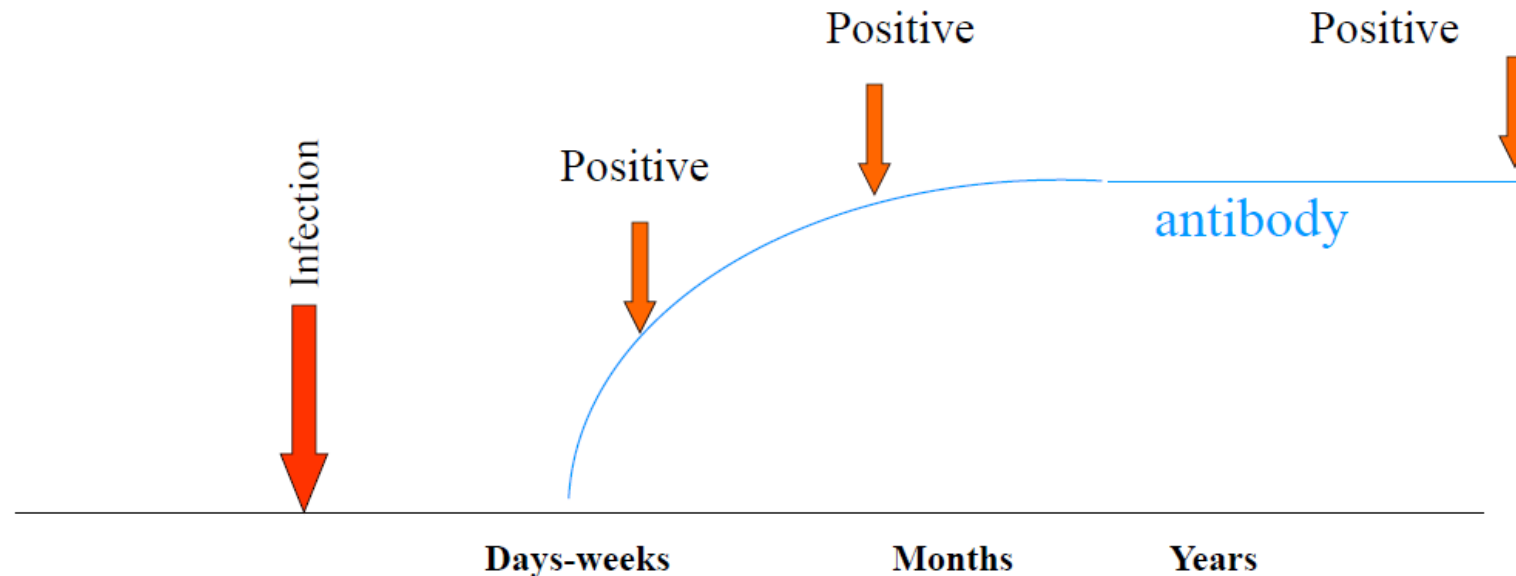 Positive
Positive
Positive
Infection
antibody
Days-weeks
Months
Years